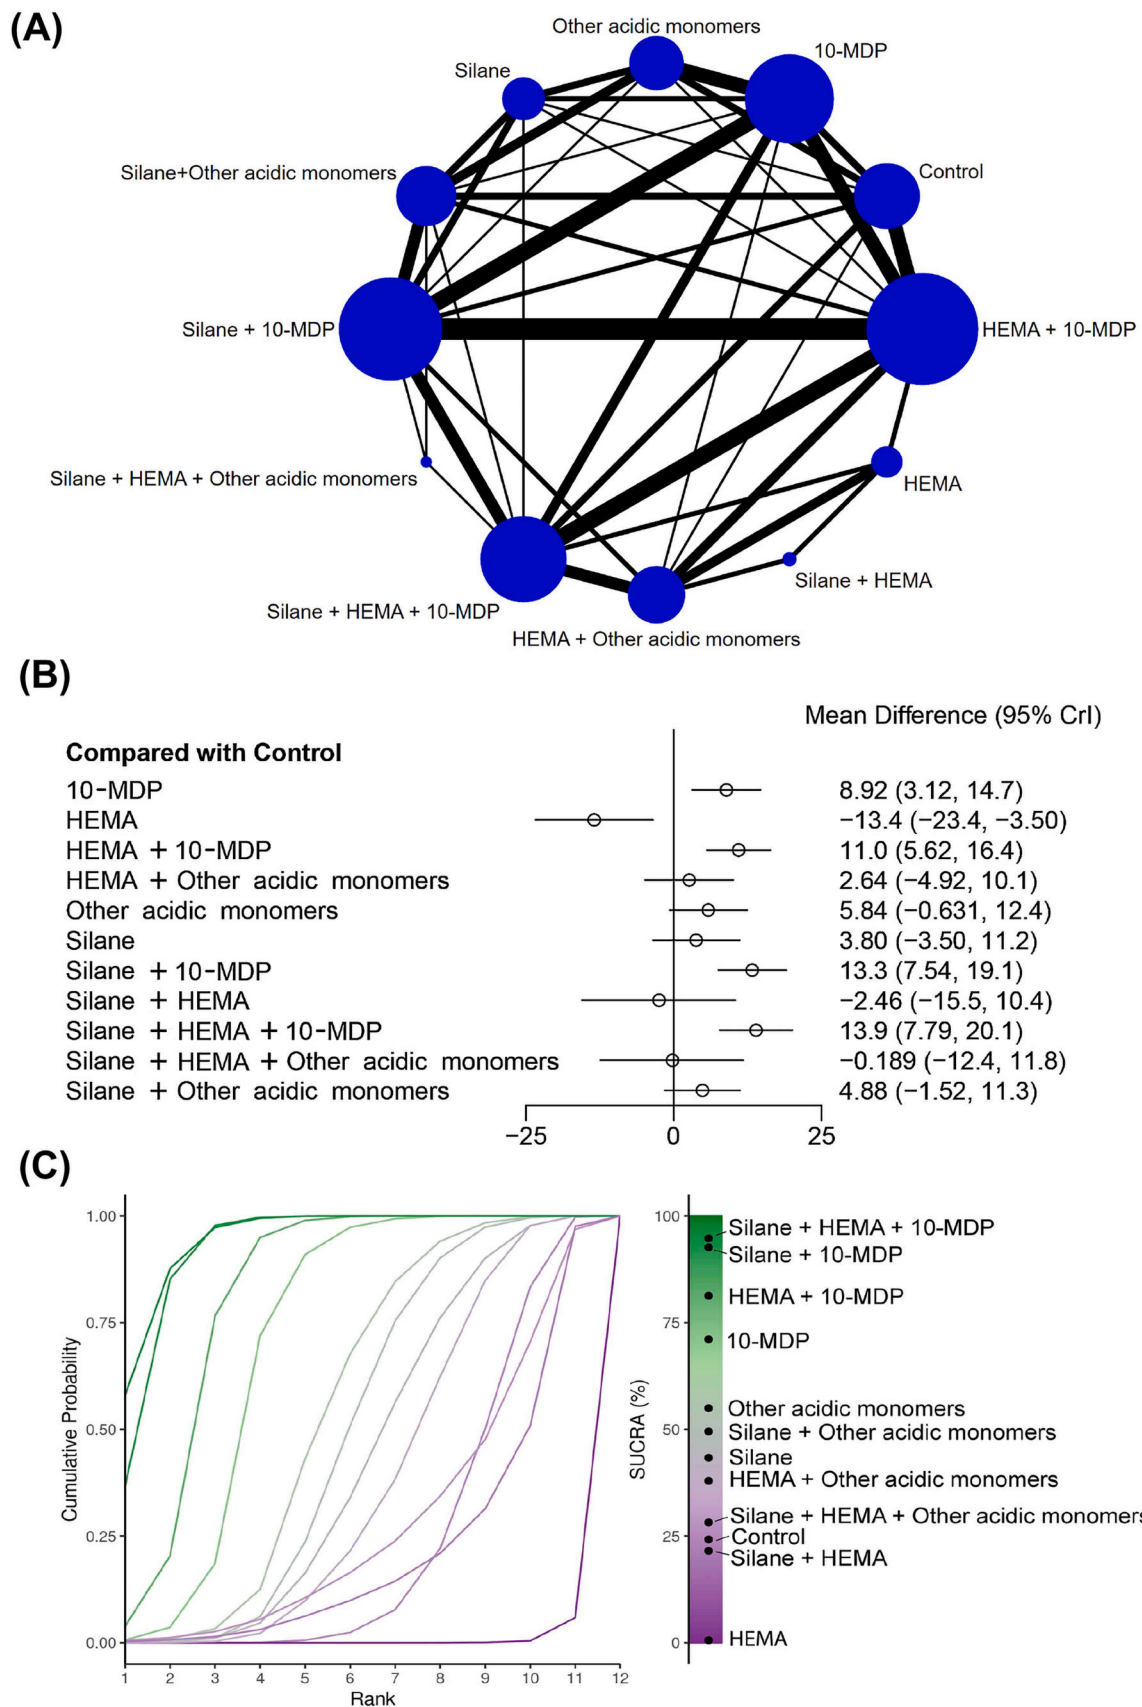 (A)
Other acidic monomers
10-MDP
Silane
Silane+Other acidic monomers
Control
Silane + 10-MDP
HEMA + 10-MDP
Silane + HEMA + Other acidic monomers
HEMA
Silane + HEMA
Silane + HEMA + 10-MDP
HEMA + Other acidic monomers
(B)
Mean Difference (95% CrI)
Compared with Control
10-MDP 8.92 (3.12, 14.7)
HEMA −13.4 (−23.4, −3.50)
HEMA + 10-MDP 11.0 (5.62, 16.4)
HEMA + Other acidic monomers 2.64 (−4.92, 10.1)
Other acidic monomers 5.84 (−0.631, 12.4)
Silane 3.80 (−3.50, 11.2)
Silane + 10-MDP 13.3 (7.54, 19.1)
Silane + HEMA −2.46 (−15.5, 10.4)
Silane + HEMA + 10-MDP 13.9 (7.79, 20.1)
Silane + HEMA + Other acidic monomers −0.189 (−12.4, 11.8)
Silane + Other acidic monomers 4.88 (−1.52, 11.3)
−25 0 25
(C)
Cumulative Probability
1.00
0.75
0.50
0.25
0.00
1 2 3 4 5 6 7 8 9 10 11 12
Rank
SUCRA (%)
100
75
50
25
0
Silane + HEMA + 10-MDP
Silane + 10-MDP
HEMA + 10-MDP
10-MDP
Other acidic monomers
Silane + Other acidic monomers
Silane
HEMA + Other acidic monomers
Silane + HEMA + Other acidic monomers
Control
Silane + HEMA
HEMA